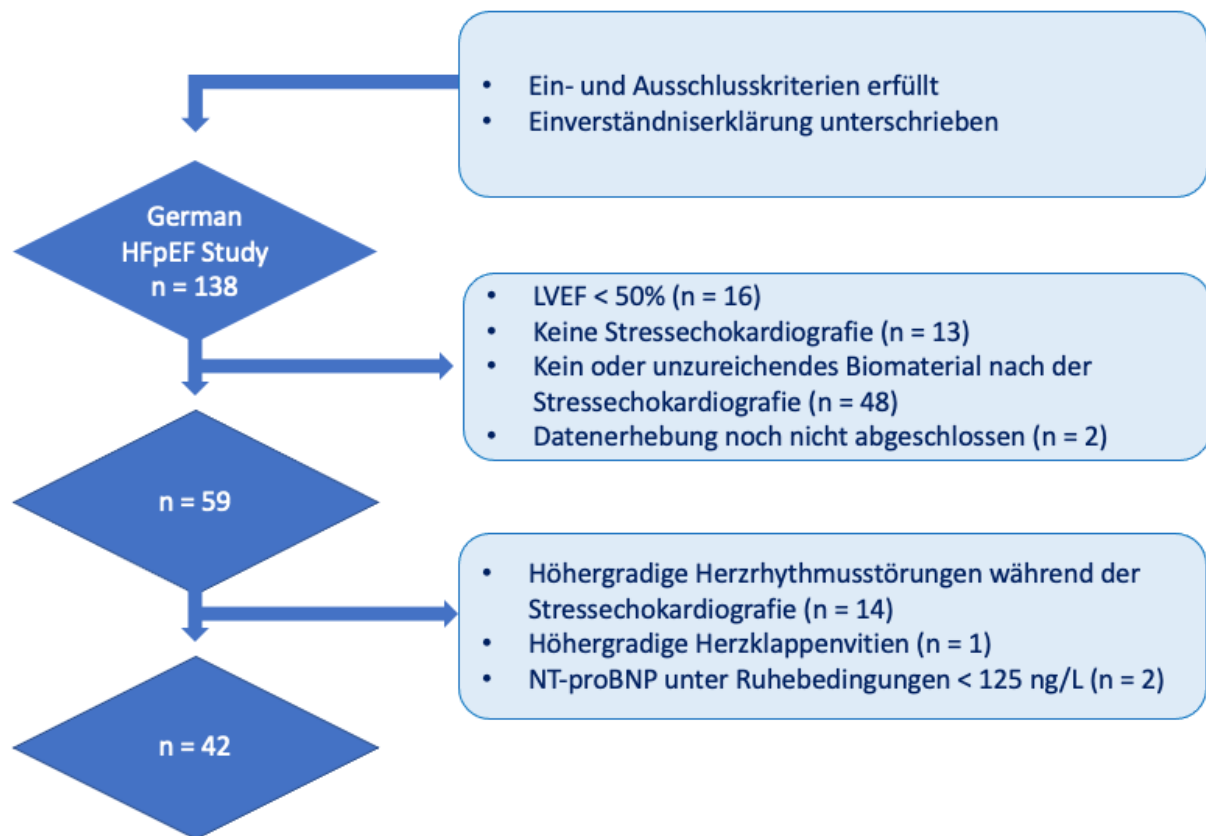 • Ein- und Ausschlusskriterien erfüllt
• Einverständniserklärung unterschrieben
German
HFpEF Study
n = 138
• LVEF < 50% (n = 16)
• Keine Stressechokardiografie (n = 13)
• Kein oder unzureichendes Biomaterial nach der
Stressechokardiografie (n = 48)
• Datenerhebung noch nicht abgeschlossen (n = 2)
n = 59
• Höhergradige Herzrhythmusstörungen während der
Stressechokardiografie (n = 14)
• Höhergradige Herzklappenvitien (n = 1)
• NT-proBNP unter Ruhebedingungen < 125 ng/L (n = 2)
n = 42